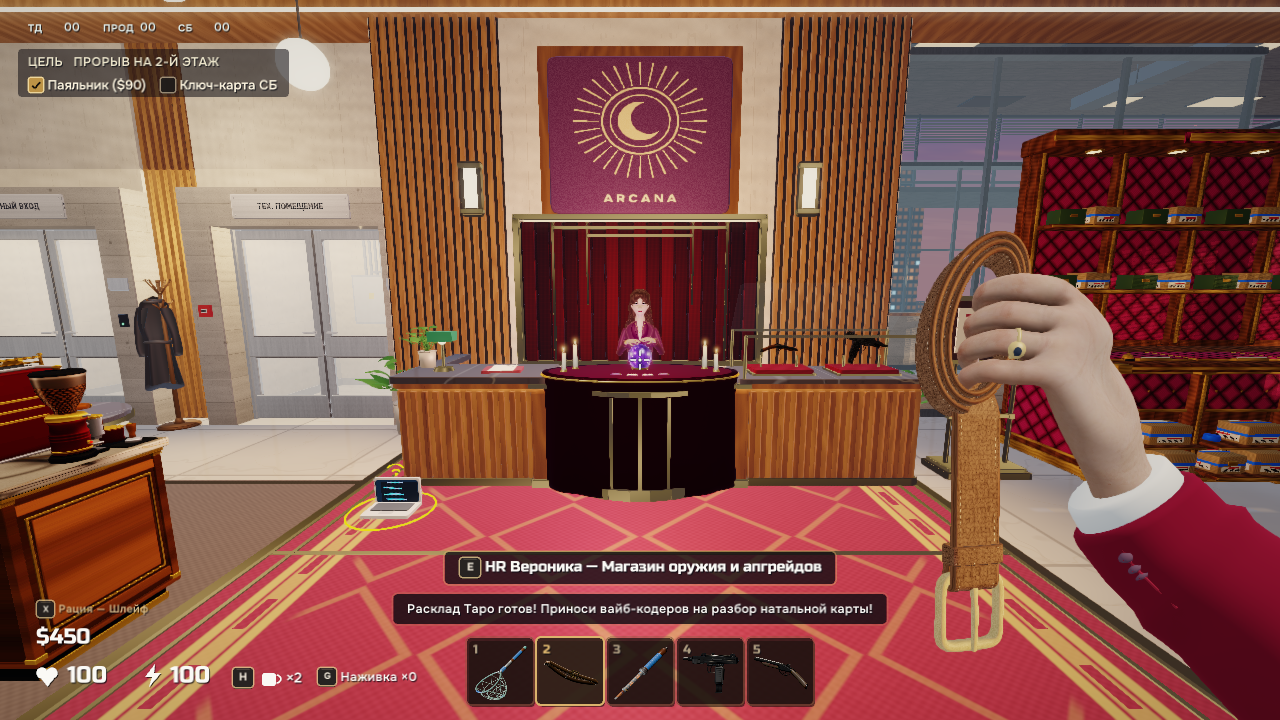 ТД 00 ПРОД 00 СБ 00
ЦЕЛЬ ПРОРЫВ НА 2-Й ЭТАЖ
Паяльник ($90) Ключ-карта СБ
ARCANA
ВХОД
ТЕХ. ПОМЕЩЕНИЕ
E HR Вероника — Магазин оружия и апгрейдов
Расклад Таро готов! Приноси вайб-кодеров на разбор натальной карты!
X Рация — Шлейф
$450
100 100 H ×2 G Наживка ×0
1 2 3 4 5